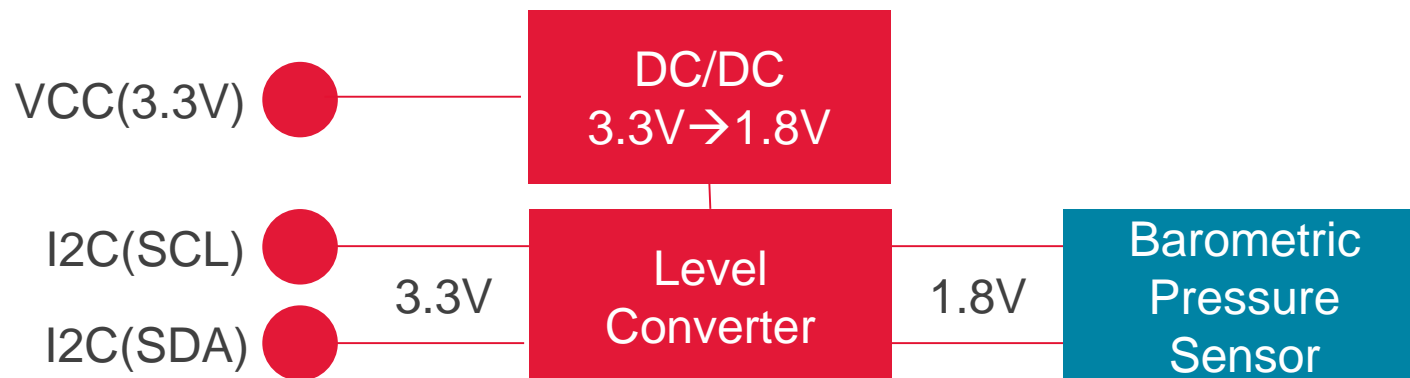 VCC(3.3V)
DC/DC
3.3V→1.8V
I2C(SCL)
I2C(SDA)
3.3V
Level
Converter
1.8V
Barometric
Pressure
Sensor